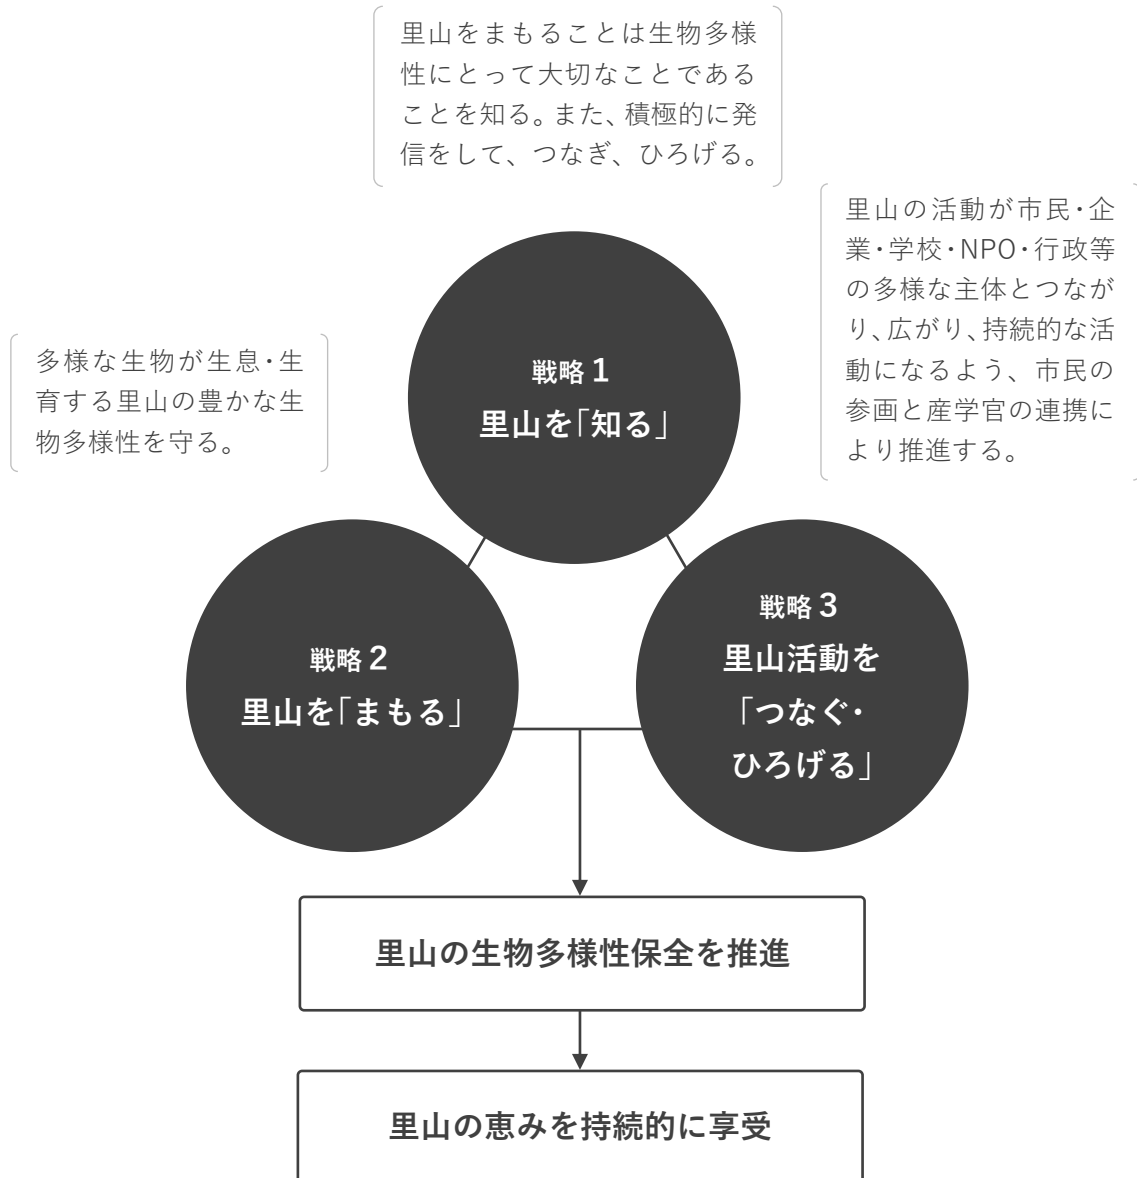 里山をまもることは生物多様
性にとって大切なことである
ことを知る。また、積極的に発
信をして、つなぎ、ひろげる。
里山の活動が市民・企
業・学校・NPO・行政等
の多様な主体とつなが
り、広がり、持続的な活
動になるよう、市民の
参画と産学官の連携に
より推進する。
多様な生物が生息・生
育する里山の豊かな生
物多様性を守る。
戦略1
里山を「知る」
戦略2
里山を「まもる」
戦略3
里山活動を
「つなぐ・
ひろげる」
里山の生物多様性保全を推進
里山の恵みを持続的に享受